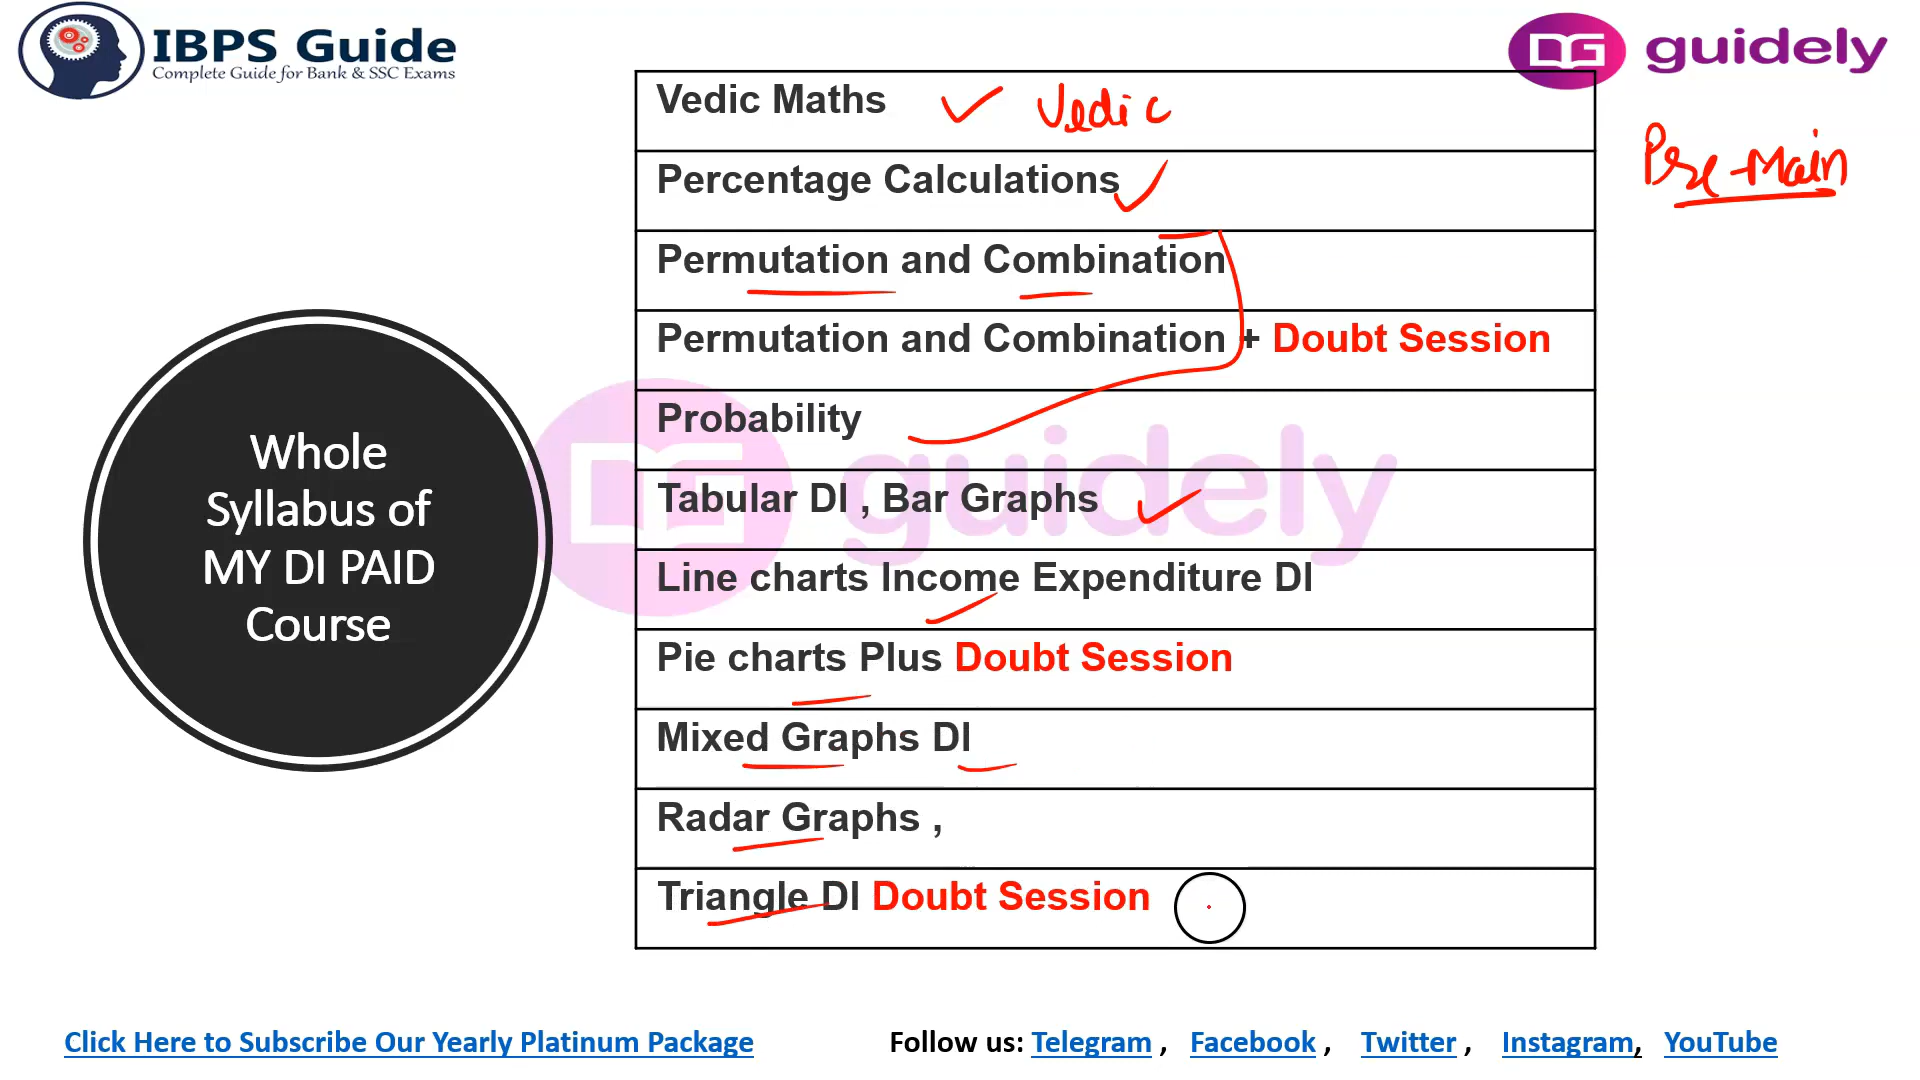 IBPS Guide
Complete Guide for Bank & SSC Exams
DG guidely
Vedic Maths Vedic
Pre-Main
Percentage Calculations
Permutation and Combination
Permutation and Combination + Doubt Session
Probability
Tabular DI , Bar Graphs
Line charts Income Expenditure DI
Pie charts Plus Doubt Session
Mixed Graphs DI
Radar Graphs ,
Triangle DI Doubt Session
Whole
Syllabus of
MY DI PAID
Course
DG guidely
Click Here to Subscribe Our Yearly Platinum Package
Follow us: Telegram , Facebook , Twitter , Instagram, YouTube